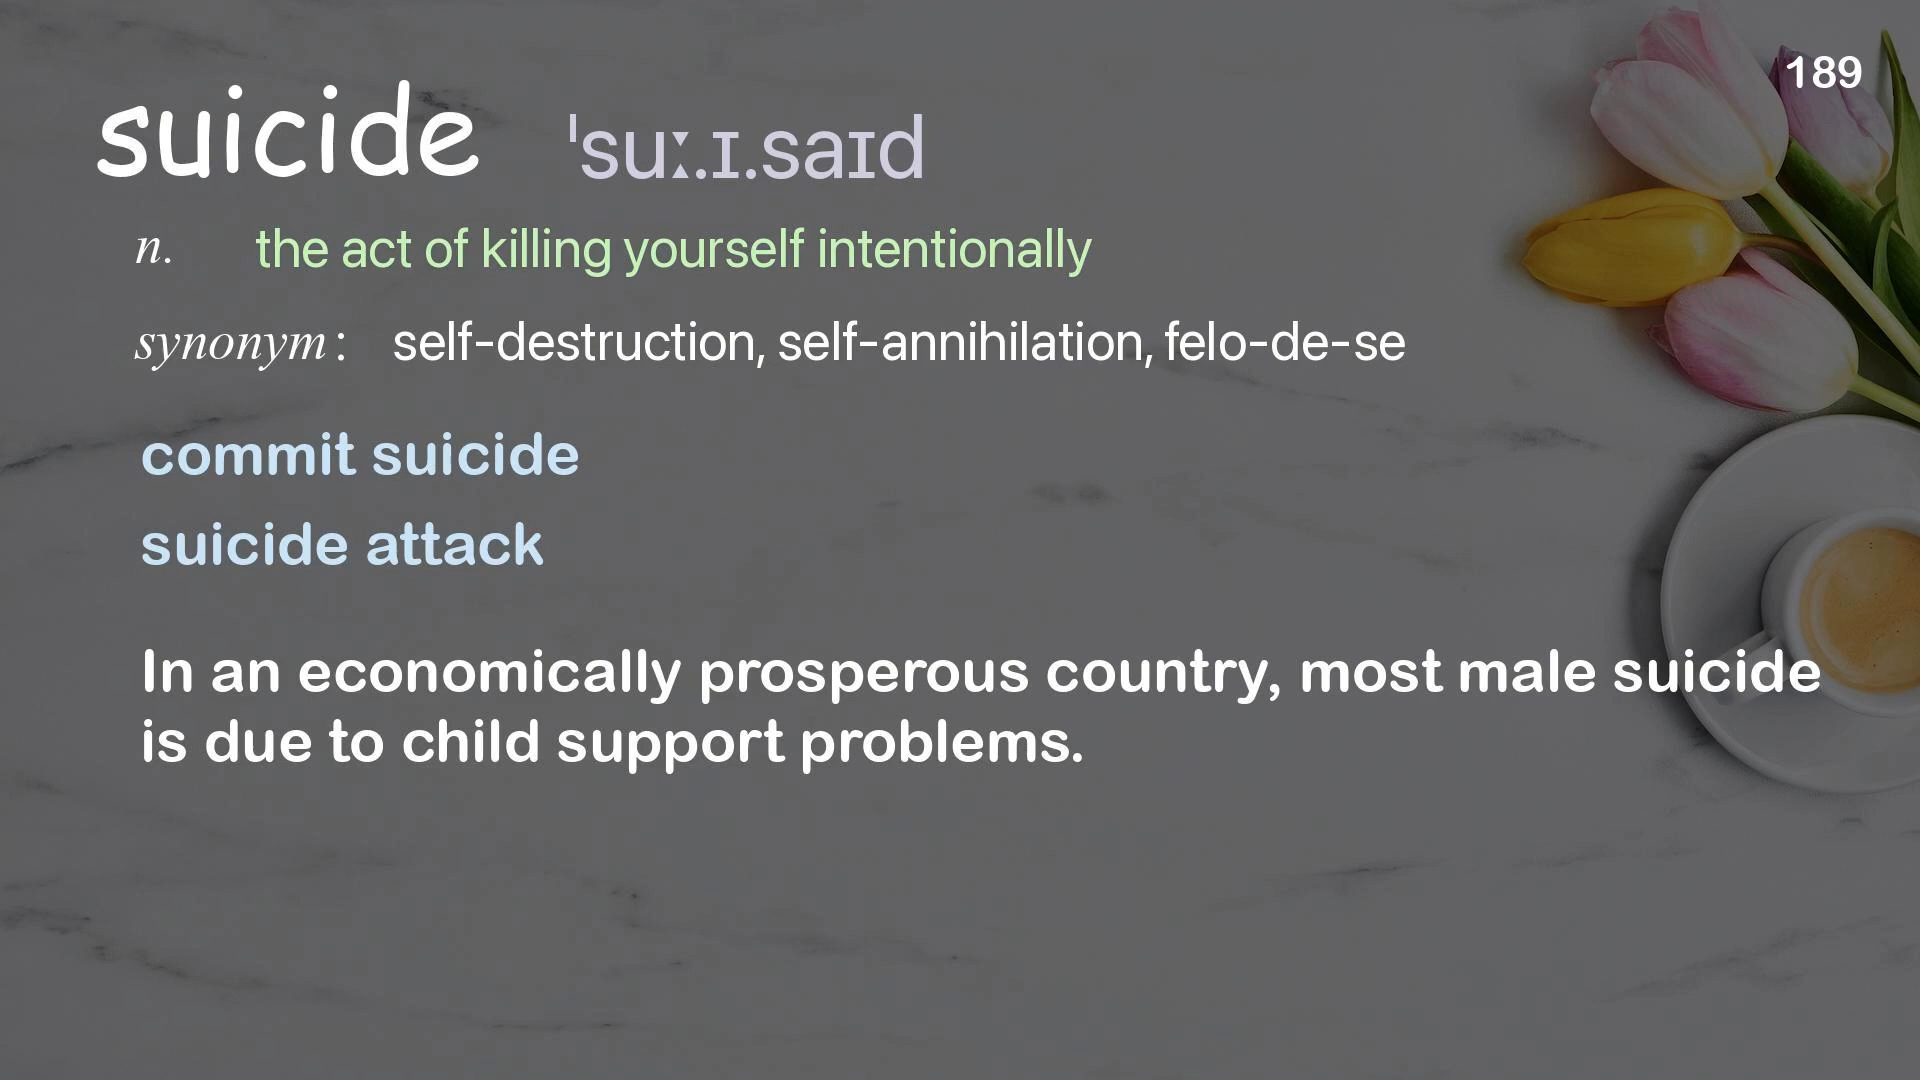 189
suicide ˈsuː.ɪ.saɪd
n. the act of killing yourself intentionally
synonym : self-destruction, self-annihilation, felo-de-se
commit suicide
suicide attack
In an economically prosperous country, most male suicide
is due to child support problems.